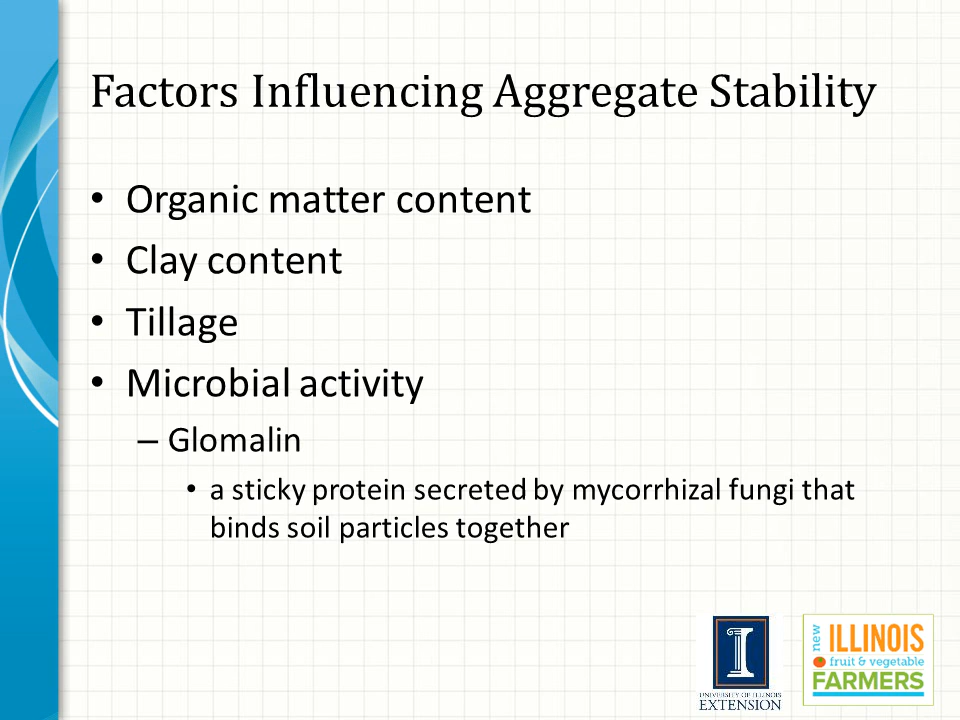 Factors Influencing Aggregate Stability
• Organic matter content
• Clay content
• Tillage
• Microbial activity
– Glomalin
• a sticky protein secreted by mycorrhizal fungi that
binds soil particles together
I
UNIVERSITY OF ILLINOIS
EXTENSION
new
ILLINOIS
fruit & vegetable
FARMERS